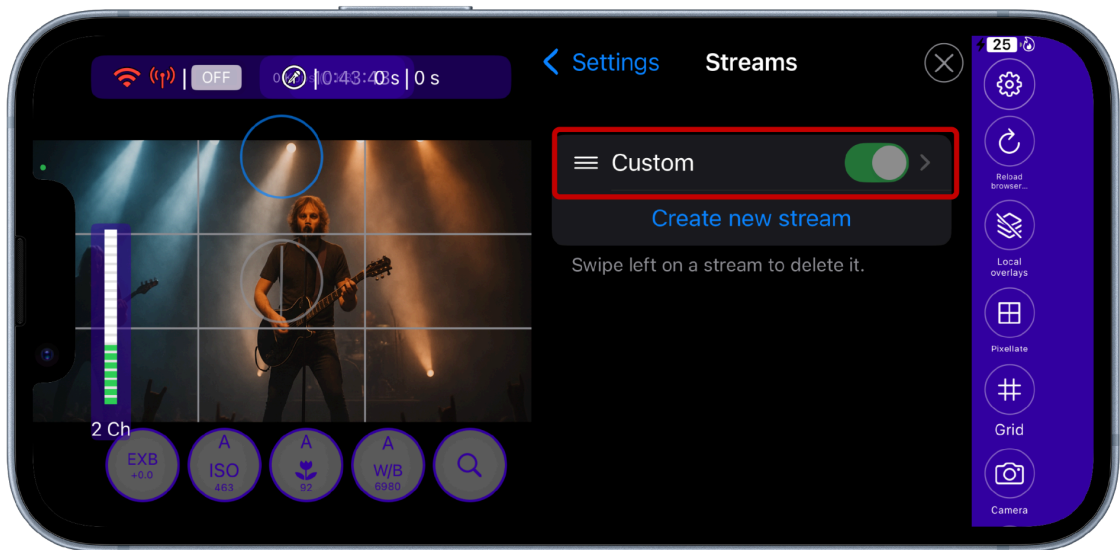 OFF
0 s | 0 s
Settings
Streams
25
Custom
Create new stream
Swipe left on a stream to delete it.
Reload
browser...
Local
overlays
Pixellate
Grid
Camera
2 Ch
EXB
+0.0
A
ISO
463
A
92
A
W/B
6980